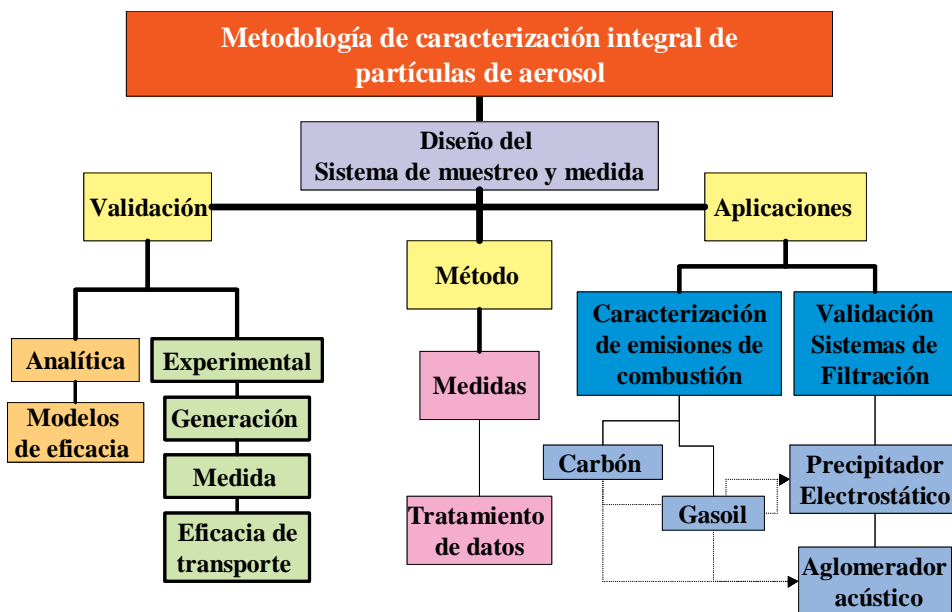 Metodología de caracterización integral de
partículas de aerosol
Diseño del
Sistema de muestreo y medida
Validación
Aplicaciones
Método
Analítica
Modelos
de eficacia
Experimental
Generación
Medida
Eficacia de
transporte
Medidas
Tratamiento
de datos
Caracterización
de emisiones de
combustión
Carbón
Gasoil
Validación
Sistemas de
Filtración
Precipitador
Electrostático
Aglomerador
acústico